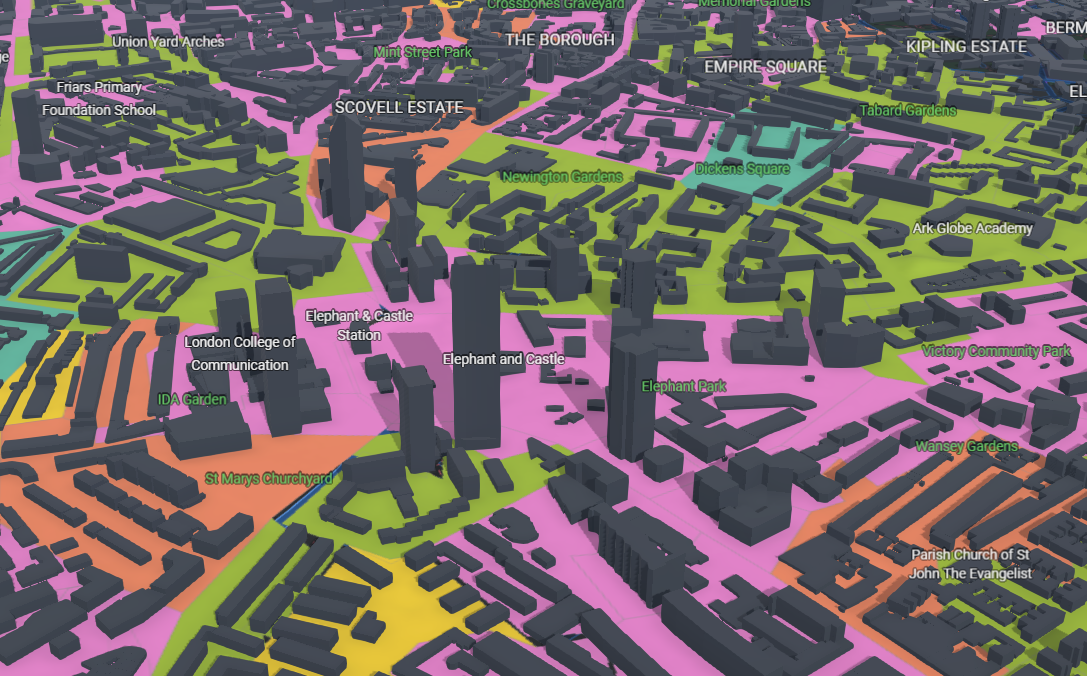 Crossbones Graveyard
Memorial Gardens
Union Yard Arches
THE BOROUGH
Mint Street Park
KIPLING ESTATE
EMPIRE SQUARE
Friars Primary
Foundation School
SCOVELL ESTATE
Tabard Gardens
Dickens Square
Newington Gardens
Ark Globe Academy
Elephant & Castle
Station
London College of
Communication
Elephant and Castle
Victory Community Park
Elephant Park
IDA Garden
Wansey Gardens
St Marys Churchyard
Parish Church of St
John The Evangelist